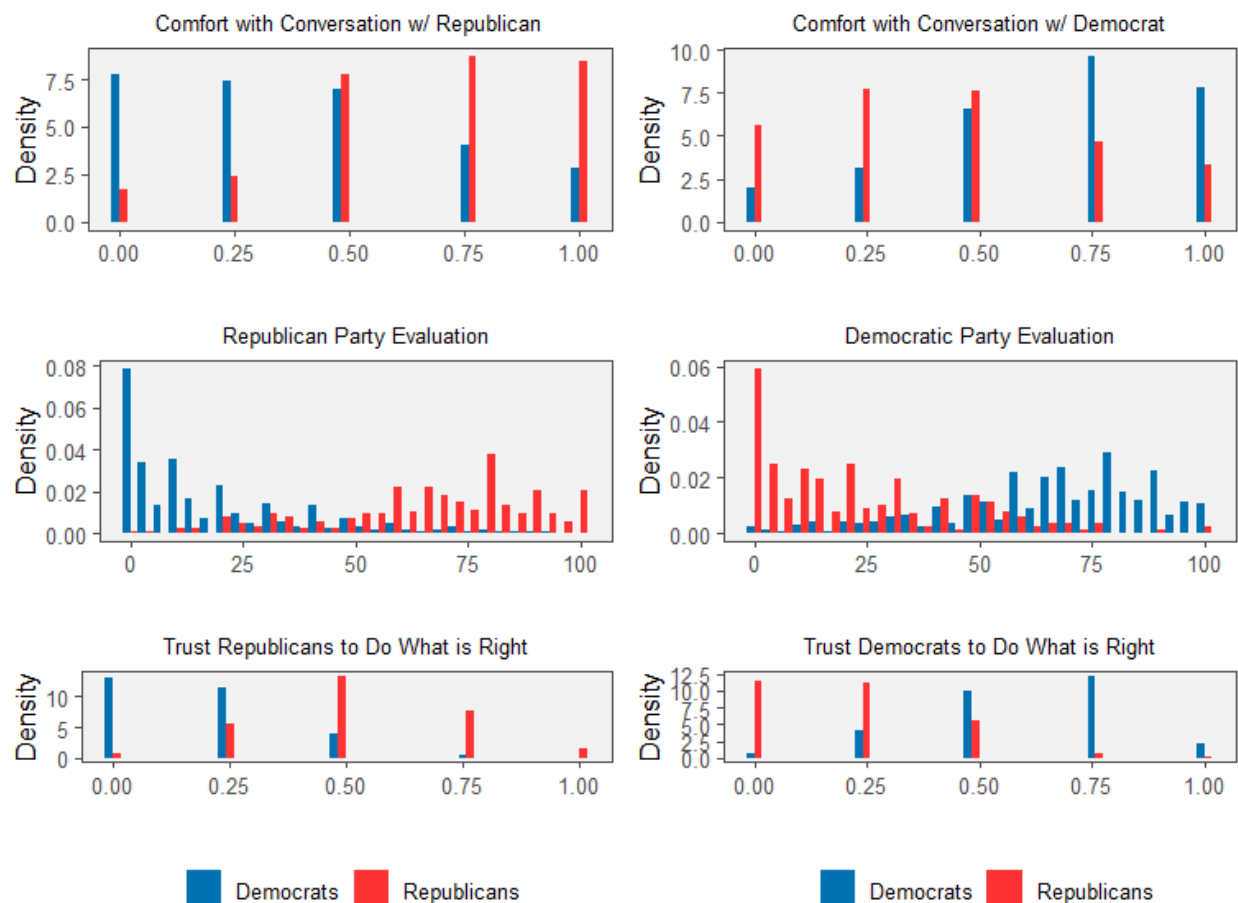 Comfort with Conversation w/ Republican
Density
7.5
5.0
2.5
0.0
0.00 0.25 0.50 0.75 1.00
Comfort with Conversation w/ Democrat
Density
10.0
7.5
5.0
2.5
0.0
0.00 0.25 0.50 0.75 1.00
Republican Party Evaluation
Density
0.08
0.06
0.04
0.02
0.00
0 25 50 75 100
Democratic Party Evaluation
Density
0.06
0.04
0.02
0.00
0 25 50 75 100
Trust Republicans to Do What is Right
Density
10
5
0
0.00 0.25 0.50 0.75 1.00
Trust Democrats to Do What is Right
Density
12.5
10.0
7.5
5.0
2.5
0.0
0.00 0.25 0.50 0.75 1.00
Democrats Republicans
Democrats Republicans